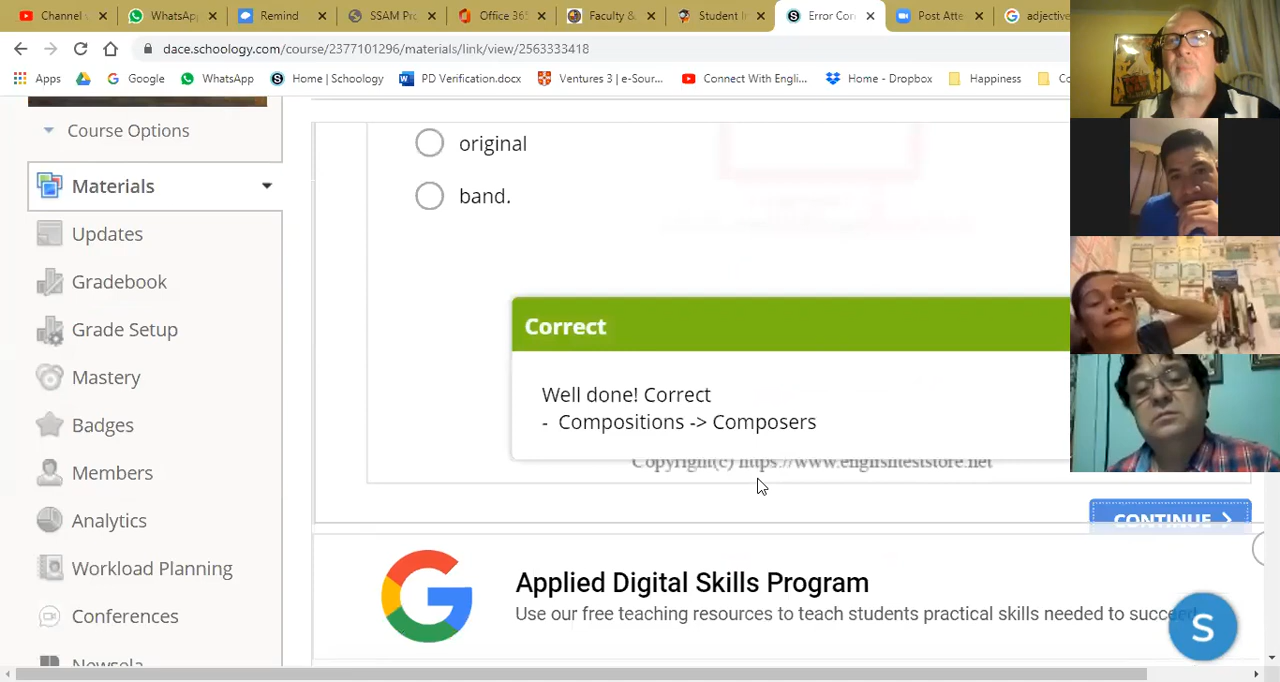 Channel v
WhatsApp
Remind
SSAM Pro
Office 365
Faculty &
Student I
Error Cor
Post Atte
adjective
dace.schoology.com/course/2377101296/materials/link/view/2563333418
Apps
Google
WhatsApp
Home | Schoology
PD Verification.docx
Ventures 3 | e-Sour...
Connect With Engli...
Home - Dropbox
Happiness
Co
Course Options
Materials
Updates
Gradebook
Grade Setup
Mastery
Badges
Members
Analytics
Workload Planning
Conferences
Newsela
original
band.
Correct
Well done! Correct
- Compositions -> Composers
Copyright(c) https://www.englishteststore.net
CONTINUE
Applied Digital Skills Program
Use our free teaching resources to teach students practical skills needed to succeed
S